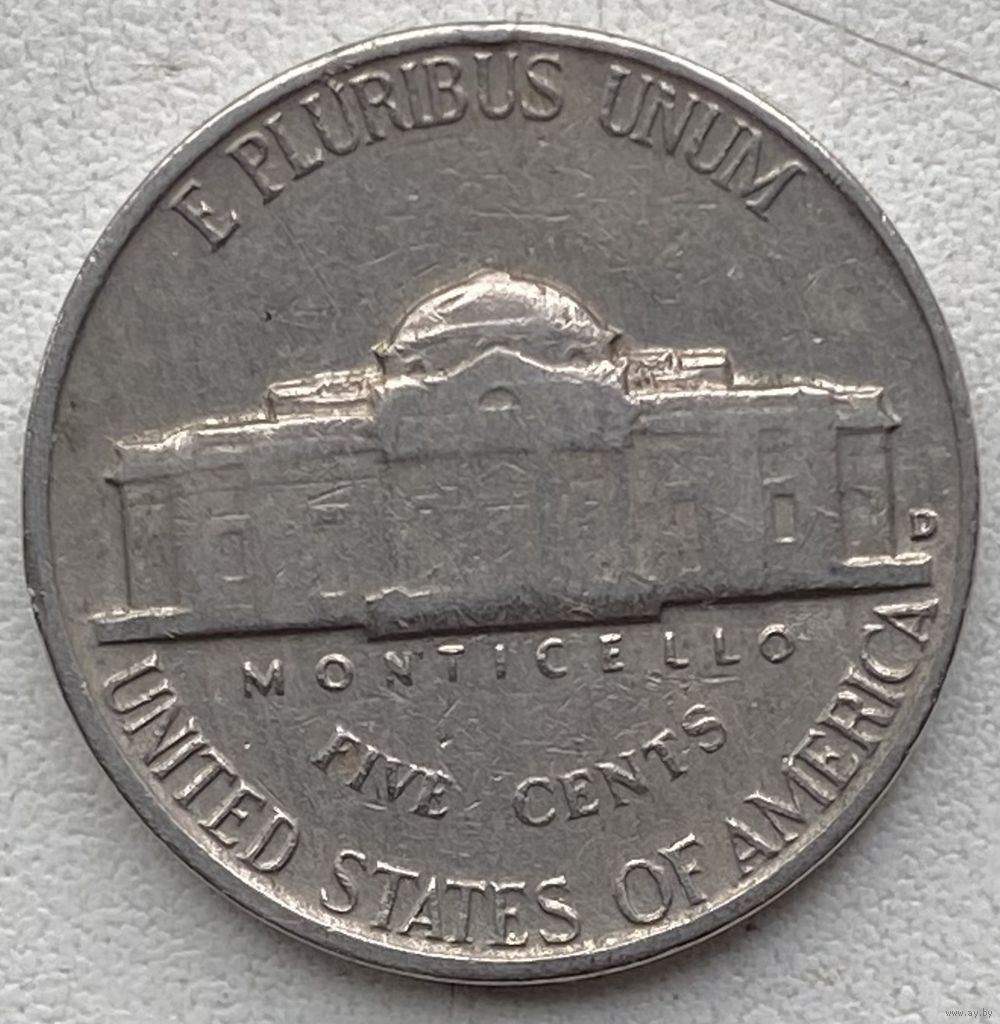 E PLURIBUS UNUM
D
MONTICELLO
FIVE CENTS
UNITED STATES OF AMERICA
www.ay.by